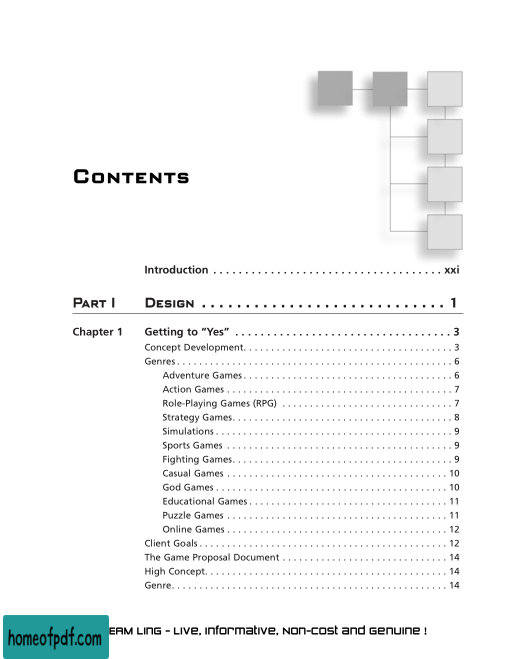 Contents
Introduction . . . . . . . . . . . . . . . . . . . . . . . . . . . . . . . . . . . . xxi
Part I Design . . . . . . . . . . . . . . . . . . . . . . . . . . . . 1
Chapter 1 Getting to “Yes” . . . . . . . . . . . . . . . . . . . . . . . . . . . . . . . . . 3
Concept Development. . . . . . . . . . . . . . . . . . . . . . . . . . . . . . . . . . . . . . 3
Genres . . . . . . . . . . . . . . . . . . . . . . . . . . . . . . . . . . . . . . . . . . . . . . . . . . 6
Adventure Games . . . . . . . . . . . . . . . . . . . . . . . . . . . . . . . . . . . . . . 6
Action Games . . . . . . . . . . . . . . . . . . . . . . . . . . . . . . . . . . . . . . . . . 7
Role-Playing Games (RPG) . . . . . . . . . . . . . . . . . . . . . . . . . . . . . . . 7
Strategy Games. . . . . . . . . . . . . . . . . . . . . . . . . . . . . . . . . . . . . . . . 8
Simulations . . . . . . . . . . . . . . . . . . . . . . . . . . . . . . . . . . . . . . . . . . . 9
Sports Games . . . . . . . . . . . . . . . . . . . . . . . . . . . . . . . . . . . . . . . . . 9
Fighting Games. . . . . . . . . . . . . . . . . . . . . . . . . . . . . . . . . . . . . . . . 9
Casual Games . . . . . . . . . . . . . . . . . . . . . . . . . . . . . . . . . . . . . . . . 10
God Games . . . . . . . . . . . . . . . . . . . . . . . . . . . . . . . . . . . . . . . . . . 10
Educational Games . . . . . . . . . . . . . . . . . . . . . . . . . . . . . . . . . . . . 11
Puzzle Games . . . . . . . . . . . . . . . . . . . . . . . . . . . . . . . . . . . . . . . . 11
Online Games . . . . . . . . . . . . . . . . . . . . . . . . . . . . . . . . . . . . . . . . 12
Client Goals . . . . . . . . . . . . . . . . . . . . . . . . . . . . . . . . . . . . . . . . . . . . . 12
The Game Proposal Document . . . . . . . . . . . . . . . . . . . . . . . . . . . . . . 14
High Concept. . . . . . . . . . . . . . . . . . . . . . . . . . . . . . . . . . . . . . . . . . . . 14
Genre. . . . . . . . . . . . . . . . . . . . . . . . . . . . . . . . . . . . . . . . . . . . . . . . . . 14
EAM LING - Live, Informative, Non-cost and Genuine !
homeofpdf.com